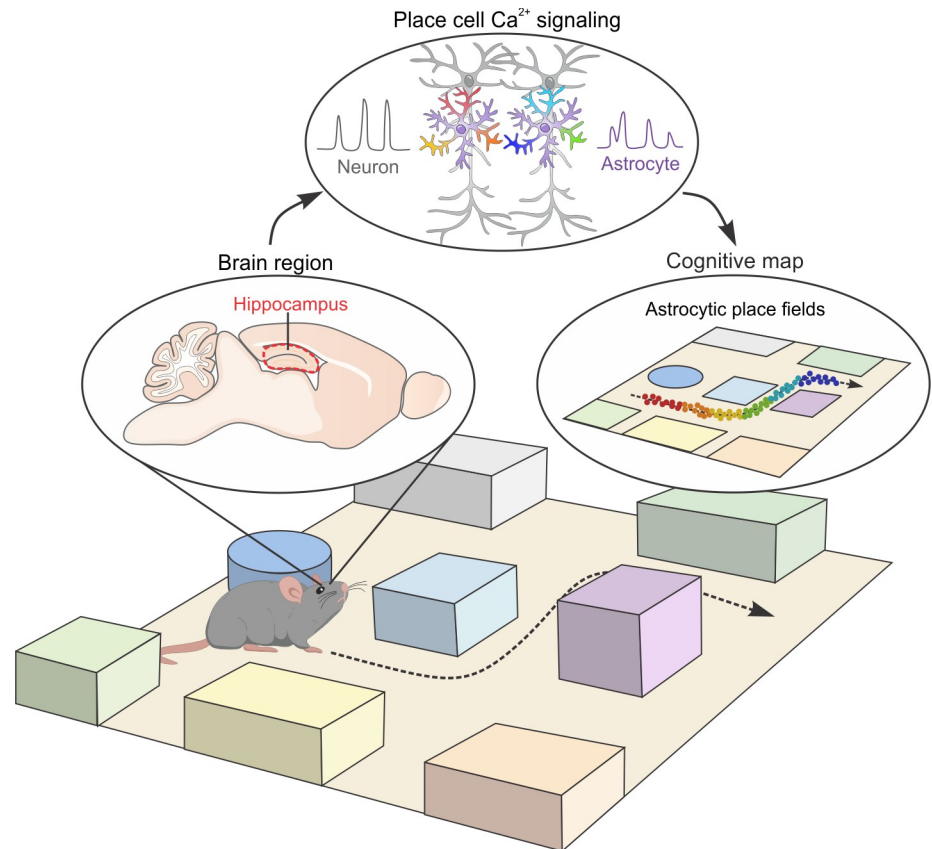 Place cell Ca²⁺ signaling
Neuron
Astrocyte
Brain region
Hippocampus
Cognitive map
Astrocytic place fields